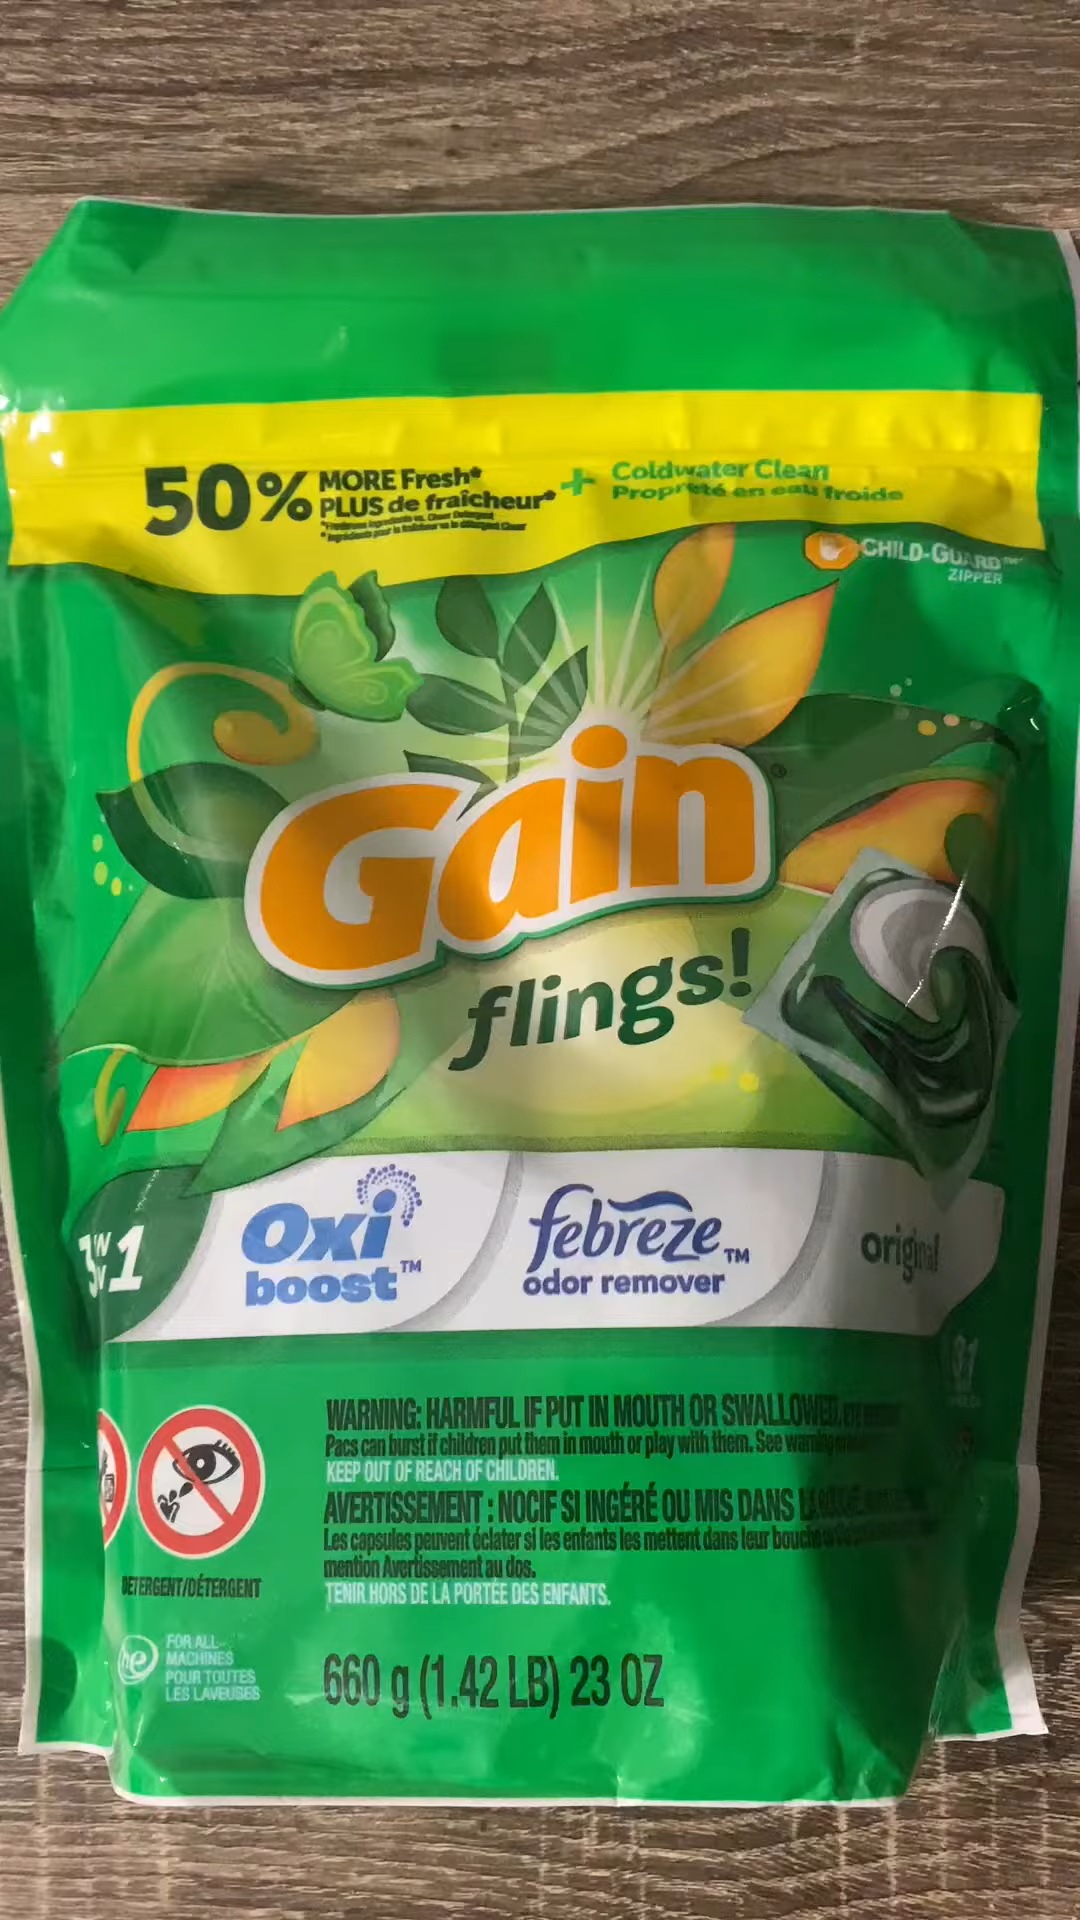 50% MORE Fresh*
PLUS de fraîcheur*
+ Coldwater Clean
Propreté en eau froide
CHILD-GUARD™
ZIPPER
Gain®
flings!
3 IN 1
Oxi
boost™
febreze™
odor remover
original
WARNING: HARMFUL IF PUT IN MOUTH OR SWALLOWED.
Pacs can burst if children put them in mouth or play with them. See warning
KEEP OUT OF REACH OF CHILDREN.
AVERTISSEMENT : NOCIF SI INGÉRÉ OU MIS DANS LA BOUCHE
Les capsules peuvent éclater si les enfants les mettent dans leur bouche
mention Avertissement au dos.
TENIR HORS DE LA PORTÉE DES ENFANTS.
DETERGENT/DÉTERGENT
he
FOR ALL
MACHINES
POUR TOUTES
LES LAVEUSES
660 g (1.42 LB) 23 OZ